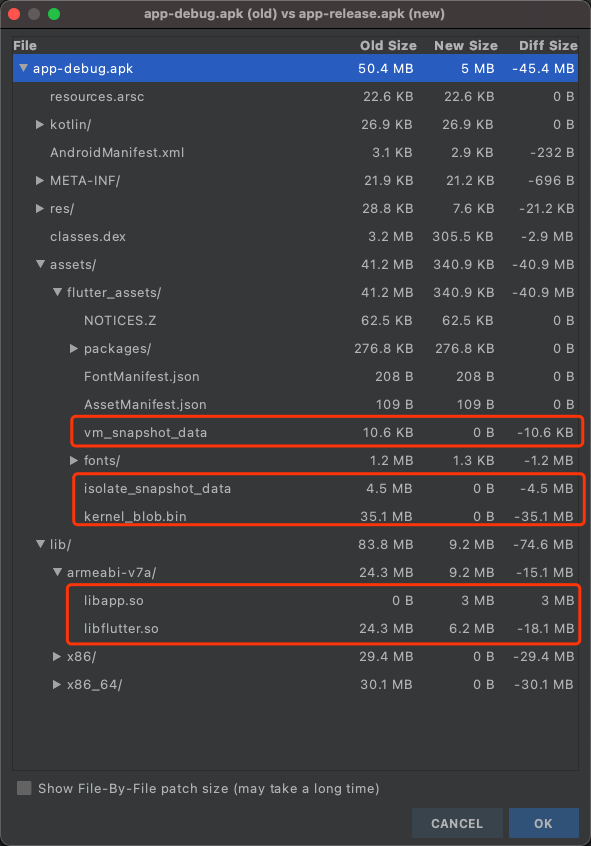 app-debug.apk (old) vs app-release.apk (new)
File Old Size New Size Diff Size
app-debug.apk 50.4 MB 5 MB -45.4 MB
resources.arsc 22.6 KB 22.6 KB 0 B
kotlin/ 26.9 KB 26.9 KB 0 B
AndroidManifest.xml 3.1 KB 2.9 KB -232 B
META-INF/ 21.9 KB 21.2 KB -696 B
res/ 28.8 KB 7.6 KB -21.2 KB
classes.dex 3.2 MB 305.5 KB -2.9 MB
assets/ 41.2 MB 340.9 KB -40.9 MB
flutter_assets/ 41.2 MB 340.9 KB -40.9 MB
NOTICES.Z 62.5 KB 62.5 KB 0 B
packages/ 276.8 KB 276.8 KB 0 B
FontManifest.json 208 B 208 B 0 B
AssetManifest.json 109 B 109 B 0 B
vm_snapshot_data 10.6 KB 0 B -10.6 KB
fonts/ 1.2 MB 1.3 KB -1.2 MB
isolate_snapshot_data 4.5 MB 0 B -4.5 MB
kernel_blob.bin 35.1 MB 0 B -35.1 MB
lib/ 83.8 MB 9.2 MB -74.6 MB
armeabi-v7a/ 24.3 MB 9.2 MB -15.1 MB
libapp.so 0 B 3 MB 3 MB
libflutter.so 24.3 MB 6.2 MB -18.1 MB
x86/ 29.4 MB 0 B -29.4 MB
x86_64/ 30.1 MB 0 B -30.1 MB
Show File-By-File patch size (may take a long time)
CANCEL OK